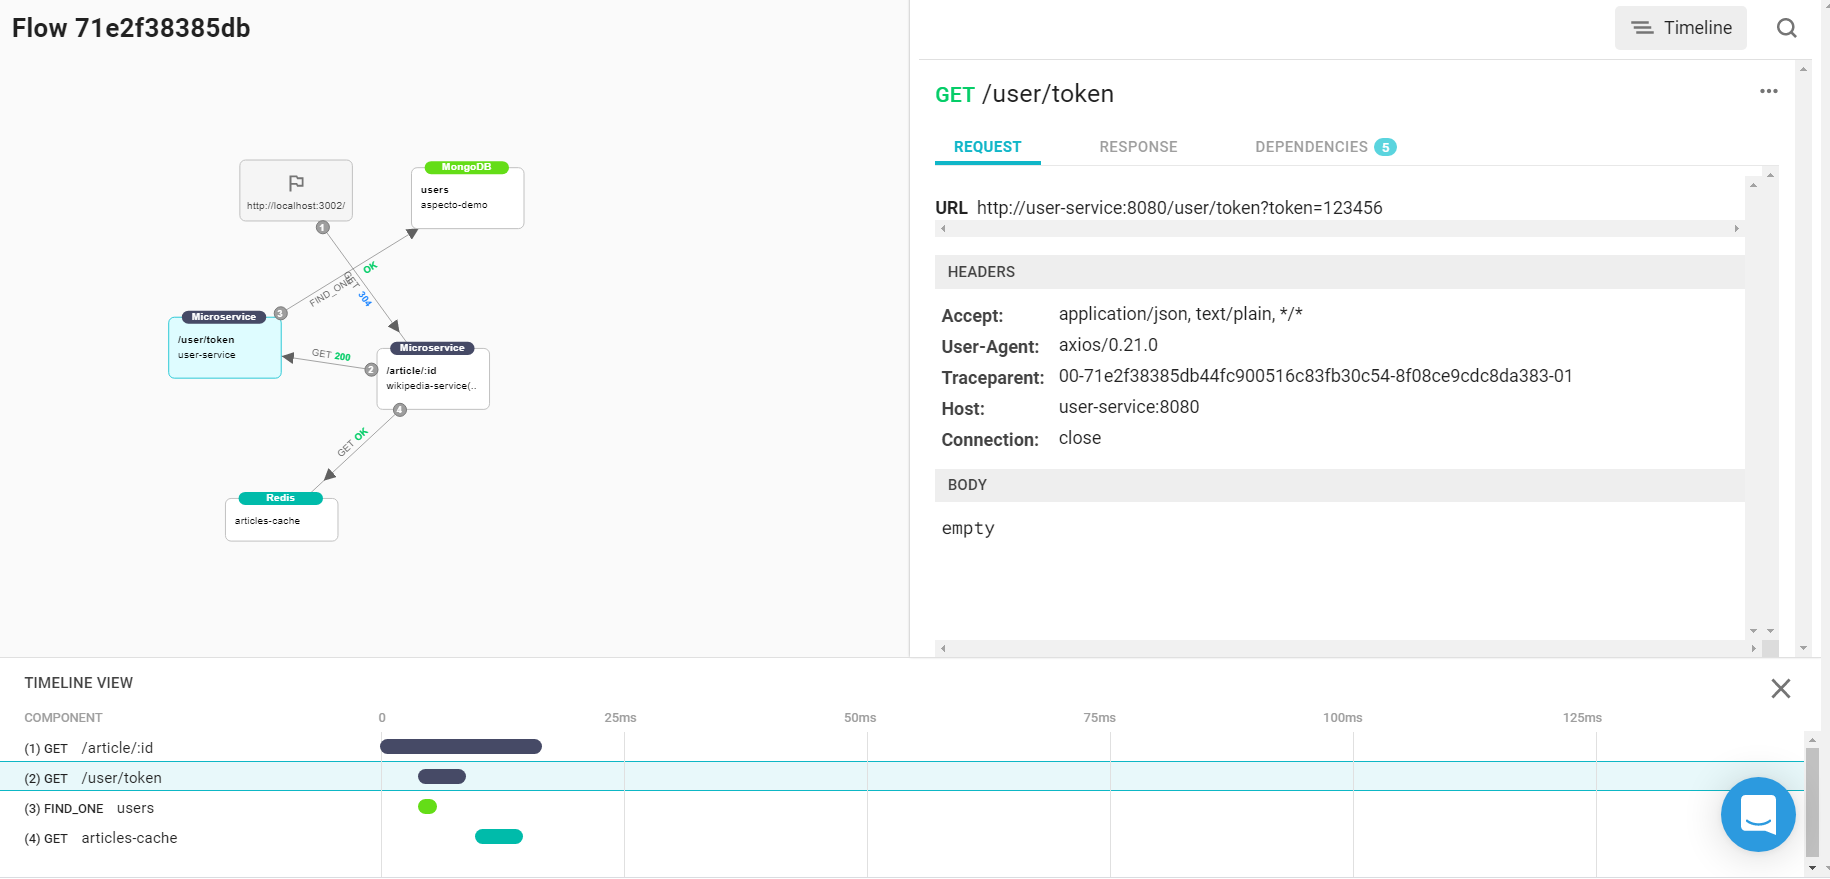 Flow 71e2f38385db
Timeline
GET /user/token
REQUEST
RESPONSE
DEPENDENCIES 5
URL http://user-service:8080/user/token?token=123456
HEADERS
Accept: application/json, text/plain, */*
User-Agent: axios/0.21.0
Traceparent: 00-71e2f38385db44fc900516c83fb30c54-8f08ce9cdc8da383-01
Host: user-service:8080
Connection: close
BODY
empty
http://localhost:3002/
1
MongoDB
users
aspecto-demo
GET 304
FIND_ONE OK
3
Microservice
/user/token
user-service
GET 200
2
Microservice
/article/:id
wikipedia-service(..
4
GET OK
Redis
articles-cache
TIMELINE VIEW
COMPONENT
0
25ms
50ms
75ms
100ms
125ms
(1) GET /article/:id
(2) GET /user/token
(3) FIND_ONE users
(4) GET articles-cache